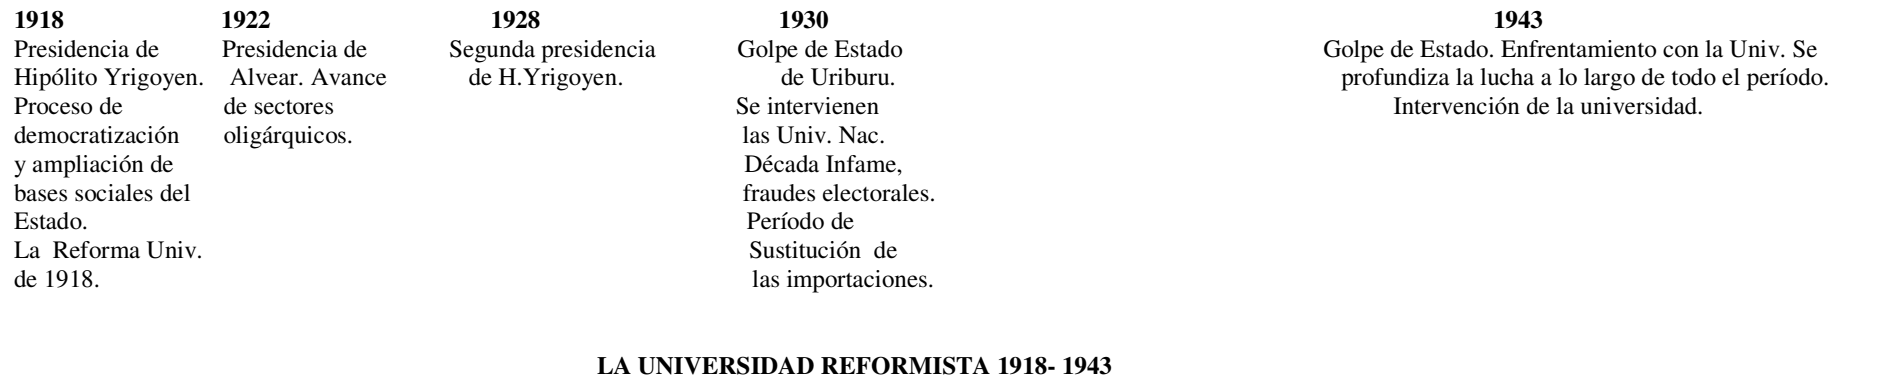 1918
Presidencia de
Hipólito Yrigoyen.
Proceso de
democratización
y ampliación de
bases sociales del
Estado.
La Reforma Univ.
de 1918.
1922
Presidencia de
Alvear. Avance
de sectores
oligárquicos.
1928
Segunda presidencia
de H.Yrigoyen.
1930
Golpe de Estado
de Uriburu.
Se intervienen
las Univ. Nac.
Década Infame,
fraudes electorales.
Período de
Sustitución de
las importaciones.
1943
Golpe de Estado. Enfrentamiento con la Univ. Se
profundiza la lucha a lo largo de todo el período.
Intervención de la universidad.
LA UNIVERSIDAD REFORMISTA 1918- 1943